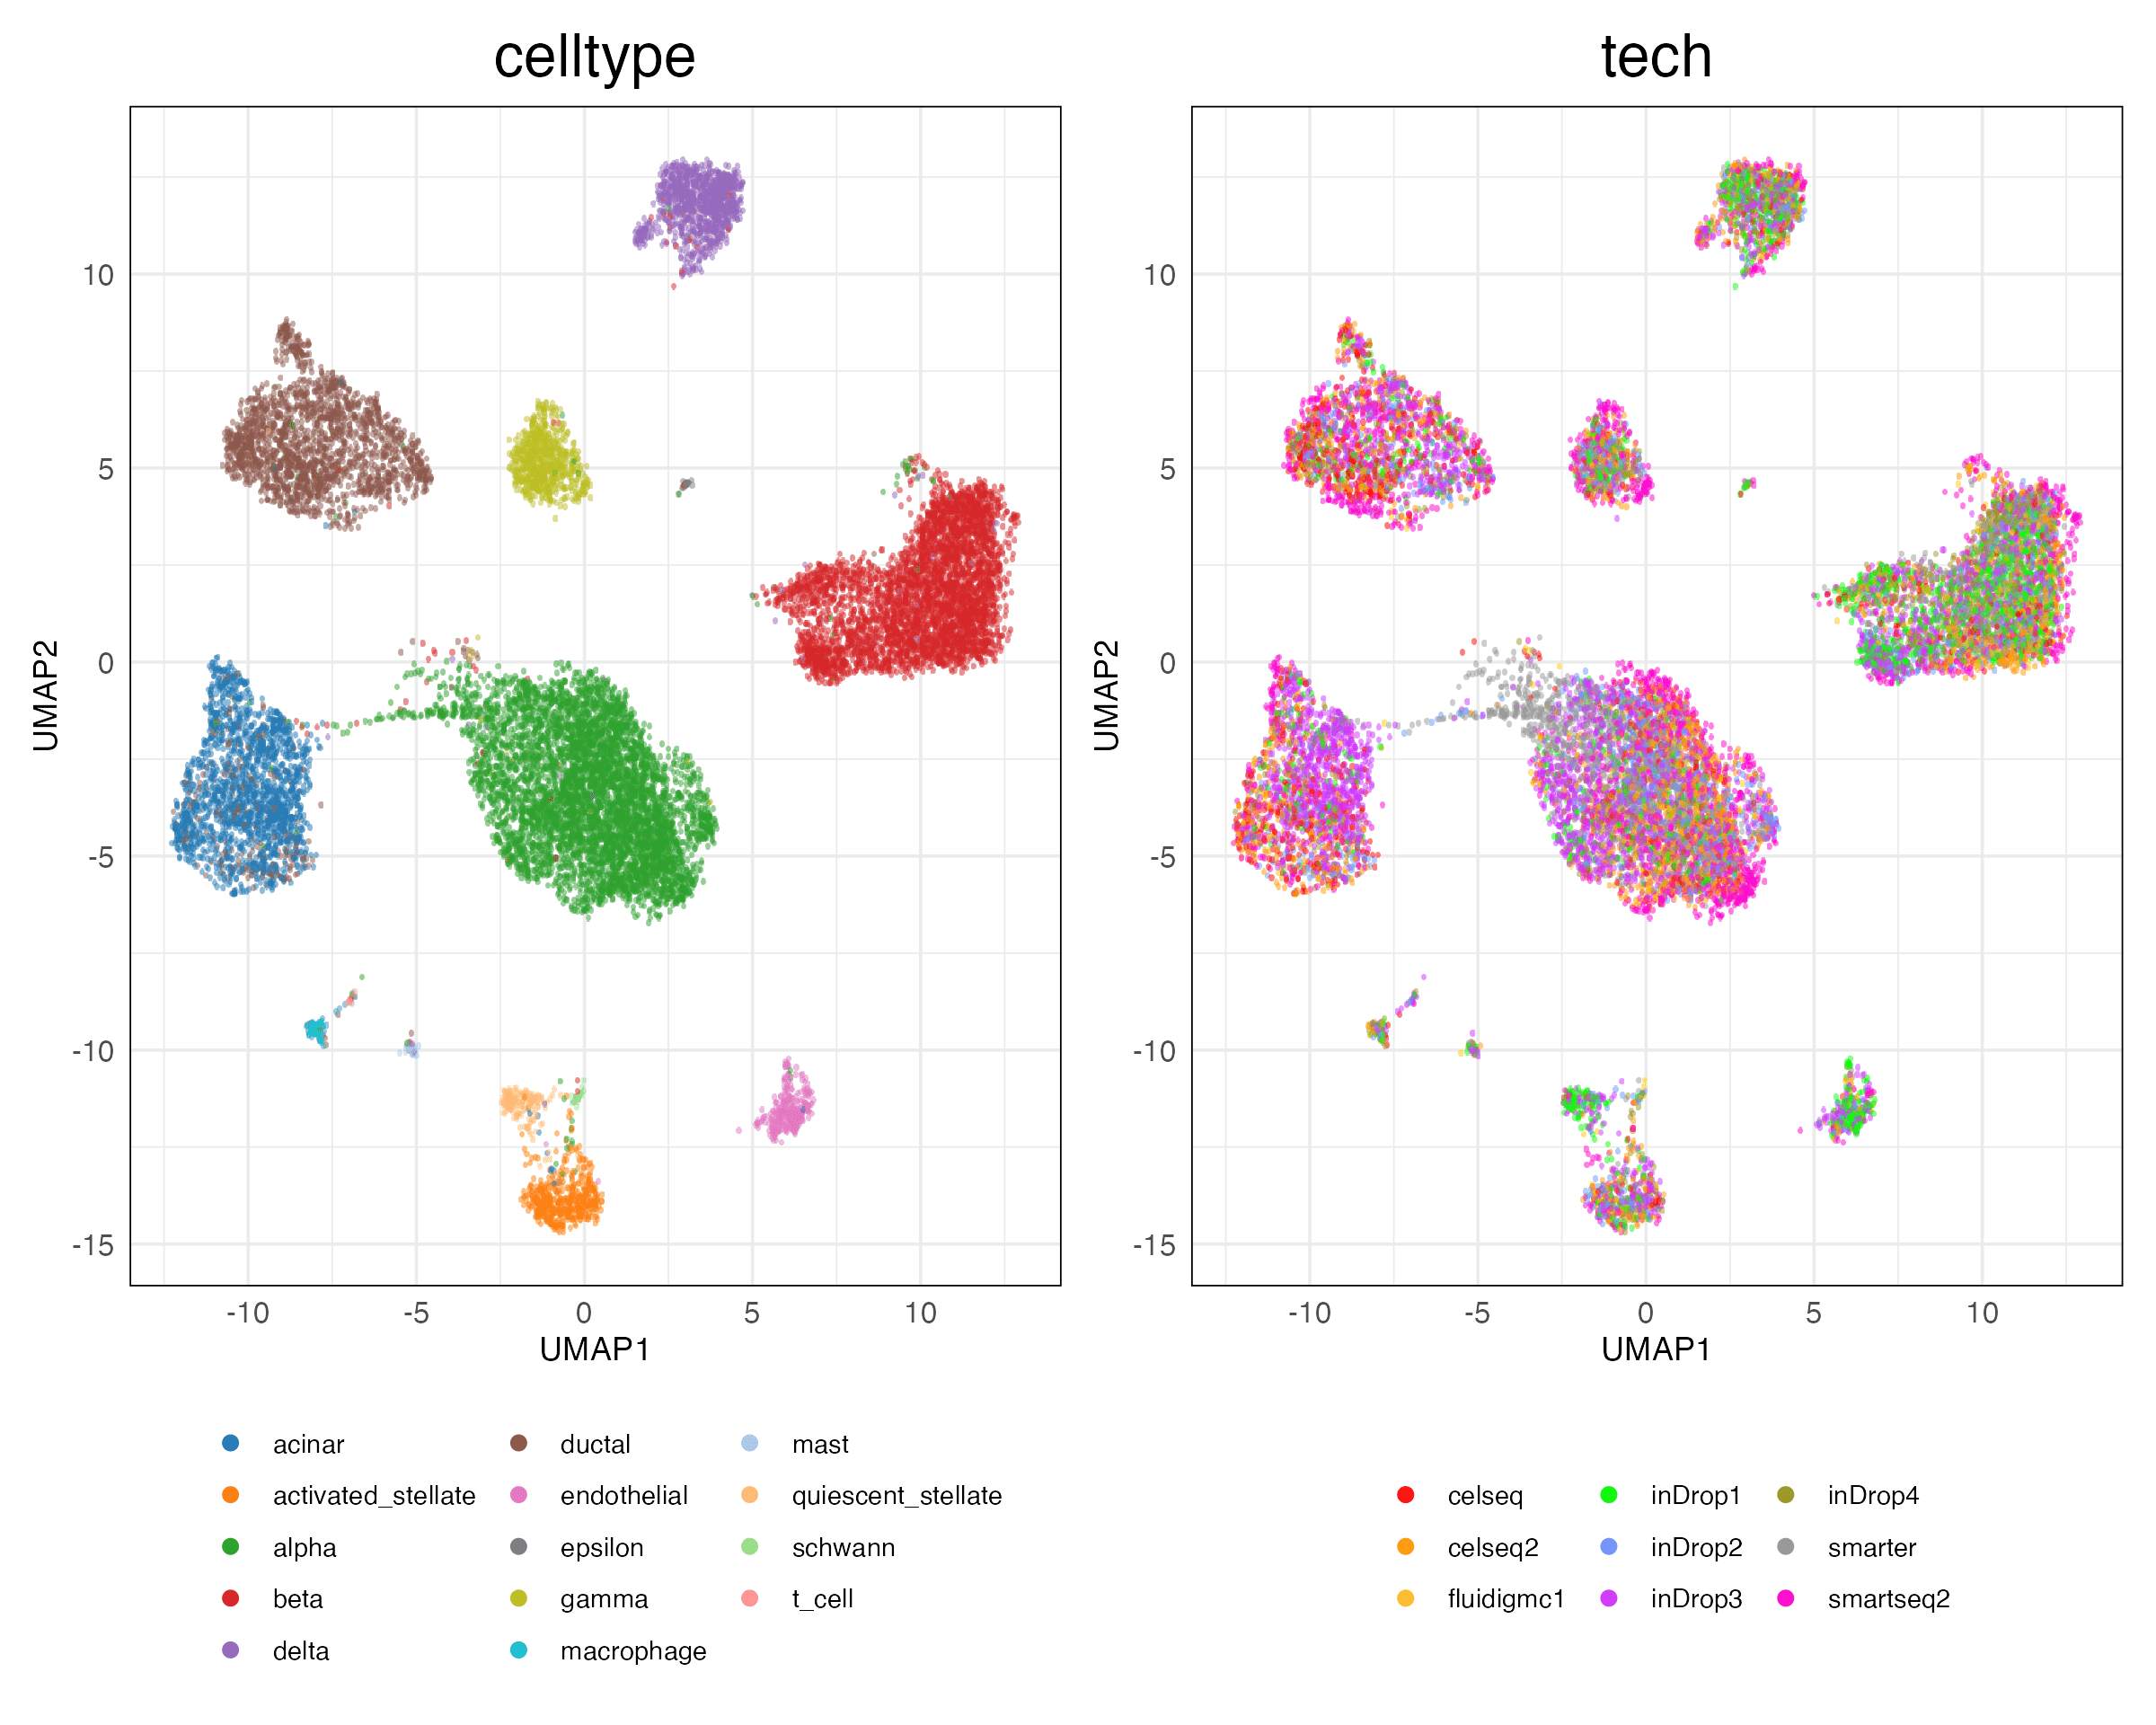 celltype
tech
10
5
0
-5
-10
-15
UMAP2
-10 -5 0 5 10
UMAP1
10
5
0
-5
-10
-15
UMAP2
-10 -5 0 5 10
UMAP1
acinar ductal mast
activated_stellate endothelial quiescent_stellate
alpha epsilon schwann
beta gamma t_cell
delta macrophage
celseq inDrop1 inDrop4
celseq2 inDrop2 smarter
fluidigmc1 inDrop3 smartseq2